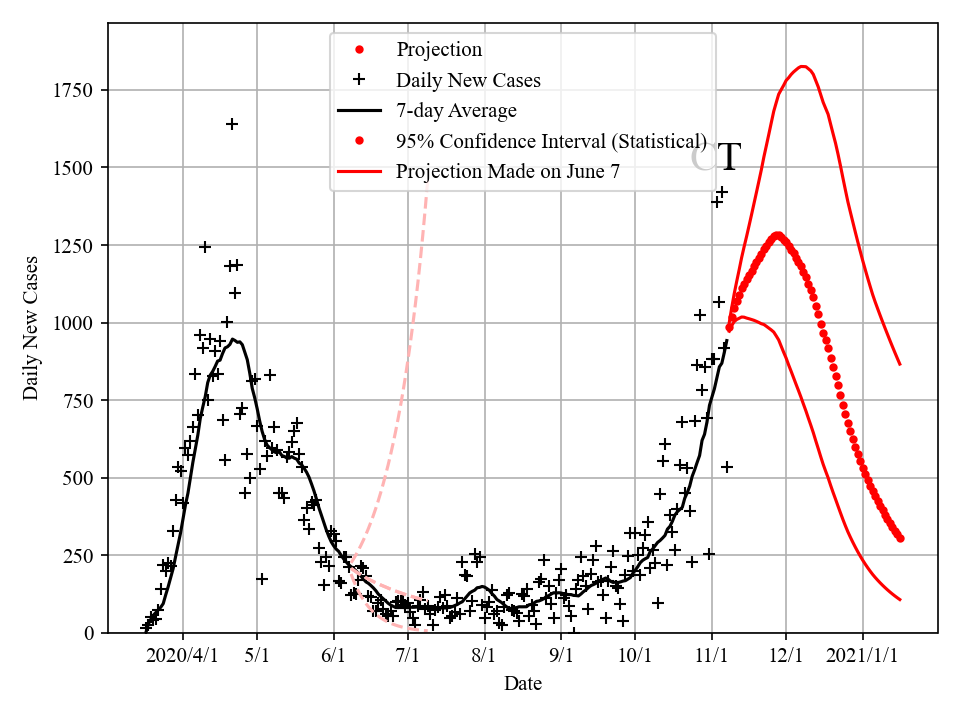 Projection
Daily New Cases
7-day Average
95% Confidence Interval (Statistical)
Projection Made on June 7
CT
Daily New Cases
1750
1500
1250
1000
750
500
250
0
2020/4/1 5/1 6/1 7/1 8/1 9/1 10/1 11/1 12/1 2021/1/1
Date